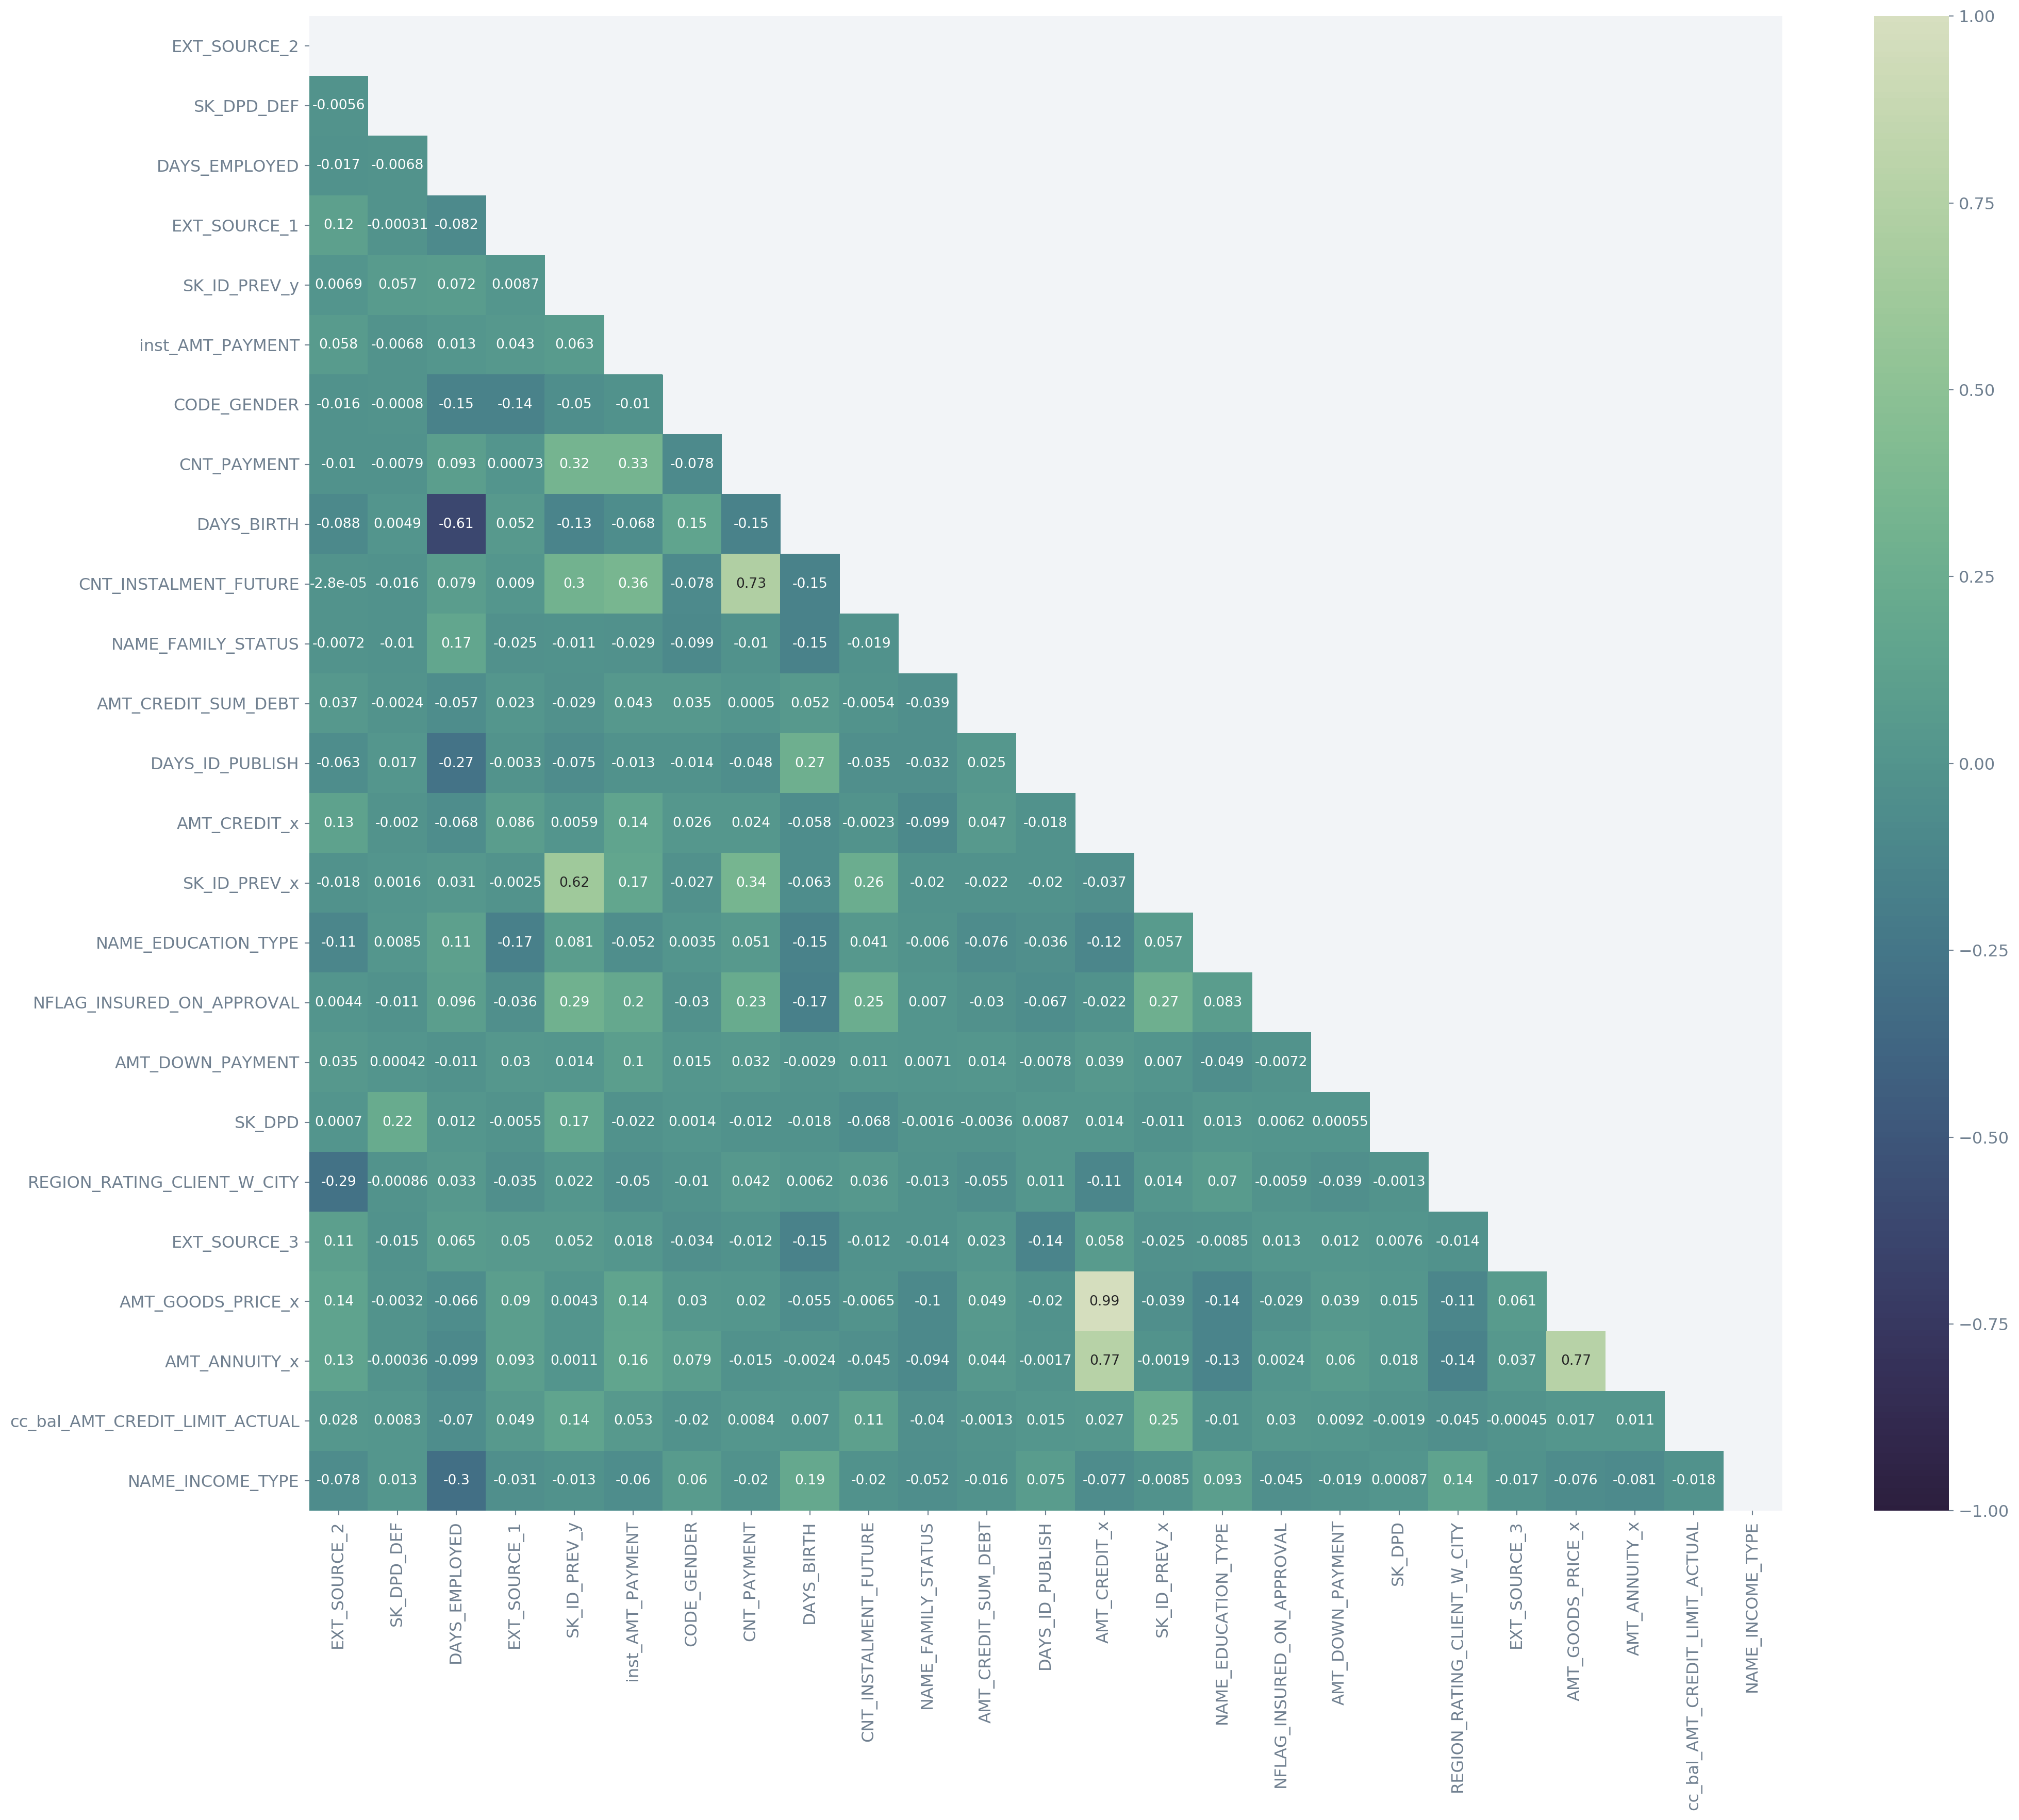 EXT_SOURCE_2
1.00
SK_DPD_DEF -0.0056
DAYS_EMPLOYED -0.017 -0.0068
0.75
EXT_SOURCE_1 0.12 -0.00031 -0.082
SK_ID_PREV_y 0.0069 0.057 0.072 0.0087
inst_AMT_PAYMENT 0.058 -0.0068 0.013 0.043 0.063
0.50
CODE_GENDER -0.016 -0.0008 -0.15 -0.14 -0.05 -0.01
CNT_PAYMENT -0.01 -0.0079 0.093 0.00073 0.32 0.33 -0.078
DAYS_BIRTH -0.088 0.0049 -0.61 0.052 -0.13 -0.068 0.15 -0.15
0.25
CNT_INSTALMENT_FUTURE -2.8e-05 -0.016 0.079 0.009 0.3 0.36 -0.078 0.73 -0.15
NAME_FAMILY_STATUS -0.0072 -0.01 0.17 -0.025 -0.011 -0.029 -0.099 -0.01 -0.15 -0.019
AMT_CREDIT_SUM_DEBT 0.037 -0.0024 -0.057 0.023 -0.029 0.043 0.035 0.0005 0.052 -0.0054 -0.039
DAYS_ID_PUBLISH -0.063 0.017 -0.27 -0.0033 -0.075 -0.013 -0.014 -0.048 0.27 -0.035 -0.032 0.025
0.00
AMT_CREDIT_x 0.13 -0.002 -0.068 0.086 0.0059 0.14 0.026 0.024 -0.058 -0.0023 -0.099 0.047 -0.018
SK_ID_PREV_x -0.018 0.0016 0.031 -0.0025 0.62 0.17 -0.027 0.34 -0.063 0.26 -0.02 -0.022 -0.02 -0.037
NAME_EDUCATION_TYPE -0.11 0.0085 0.11 -0.17 0.081 -0.052 0.0035 0.051 -0.15 0.041 -0.006 -0.076 -0.036 -0.12 0.057
−0.25
NFLAG_INSURED_ON_APPROVAL 0.0044 -0.011 0.096 -0.036 0.29 0.2 -0.03 0.23 -0.17 0.25 0.007 -0.03 -0.067 -0.022 0.27 0.083
AMT_DOWN_PAYMENT 0.035 0.00042 -0.011 0.03 0.014 0.1 0.015 0.032 -0.0029 0.011 0.0071 0.014 -0.0078 0.039 0.007 -0.049 -0.0072
SK_DPD 0.0007 0.22 0.012 -0.0055 0.17 -0.022 0.0014 -0.012 -0.018 -0.068 -0.0016 -0.0036 0.0087 0.014 -0.011 0.013 0.0062 0.00055
−0.50
REGION_RATING_CLIENT_W_CITY -0.29 -0.00086 0.033 -0.035 0.022 -0.05 -0.01 0.042 0.0062 0.036 -0.013 -0.055 0.011 -0.11 0.014 0.07 -0.0059 -0.039 -0.0013
EXT_SOURCE_3 0.11 -0.015 0.065 0.05 0.052 0.018 -0.034 -0.012 -0.15 -0.012 -0.014 0.023 -0.14 0.058 -0.025 -0.0085 0.013 0.012 0.0076 -0.014
AMT_GOODS_PRICE_x 0.14 -0.0032 -0.066 0.09 0.0043 0.14 0.03 0.02 -0.055 -0.0065 -0.1 0.049 -0.02 0.99 -0.039 -0.14 -0.029 0.039 0.015 -0.11 0.061
−0.75
AMT_ANNUITY_x 0.13 -0.00036 -0.099 0.093 0.0011 0.16 0.079 -0.015 -0.0024 -0.045 -0.094 0.044 -0.0017 0.77 -0.0019 -0.13 0.0024 0.06 0.018 -0.14 0.037 0.77
cc_bal_AMT_CREDIT_LIMIT_ACTUAL 0.028 0.0083 -0.07 0.049 0.14 0.053 -0.02 0.0084 0.007 0.11 -0.04 -0.0013 0.015 0.027 0.25 -0.01 0.03 0.0092 -0.0019 -0.045 -0.00045 0.017 0.011
NAME_INCOME_TYPE -0.078 0.013 -0.3 -0.031 -0.013 -0.06 0.06 -0.02 0.19 -0.02 -0.052 -0.016 0.075 -0.077 -0.0085 0.093 -0.045 -0.019 0.00087 0.14 -0.017 -0.076 -0.081 -0.018
−1.00
EXT_SOURCE_2
SK_DPD_DEF
DAYS_EMPLOYED
EXT_SOURCE_1
SK_ID_PREV_y
inst_AMT_PAYMENT
CODE_GENDER
CNT_PAYMENT
DAYS_BIRTH
CNT_INSTALMENT_FUTURE
NAME_FAMILY_STATUS
AMT_CREDIT_SUM_DEBT
DAYS_ID_PUBLISH
AMT_CREDIT_x
SK_ID_PREV_x
NAME_EDUCATION_TYPE
NFLAG_INSURED_ON_APPROVAL
AMT_DOWN_PAYMENT
SK_DPD
REGION_RATING_CLIENT_W_CITY
EXT_SOURCE_3
AMT_GOODS_PRICE_x
AMT_ANNUITY_x
cc_bal_AMT_CREDIT_LIMIT_ACTUAL
NAME_INCOME_TYPE